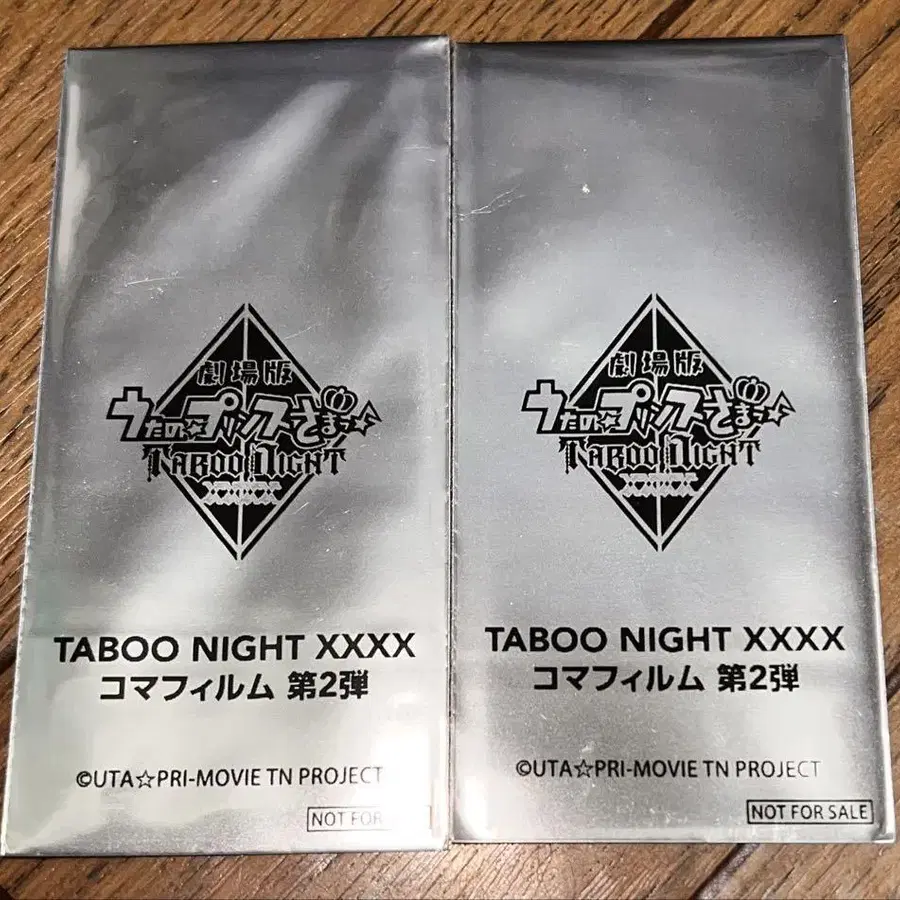 劇場版
うたの☆プリンスさまっ♪
TABOO NIGHT
XXXX
TABOO NIGHT XXXX
コマフィルム 第2弾
©UTA☆PRI-MOVIE TN PROJECT
NOT FOR
劇場版
うたの☆プリンスさまっ♪
TABOO NIGHT
XXXX
TABOO NIGHT XXXX
コマフィルム 第2弾
©UTA☆PRI-MOVIE TN PROJECT
NOT FOR SALE